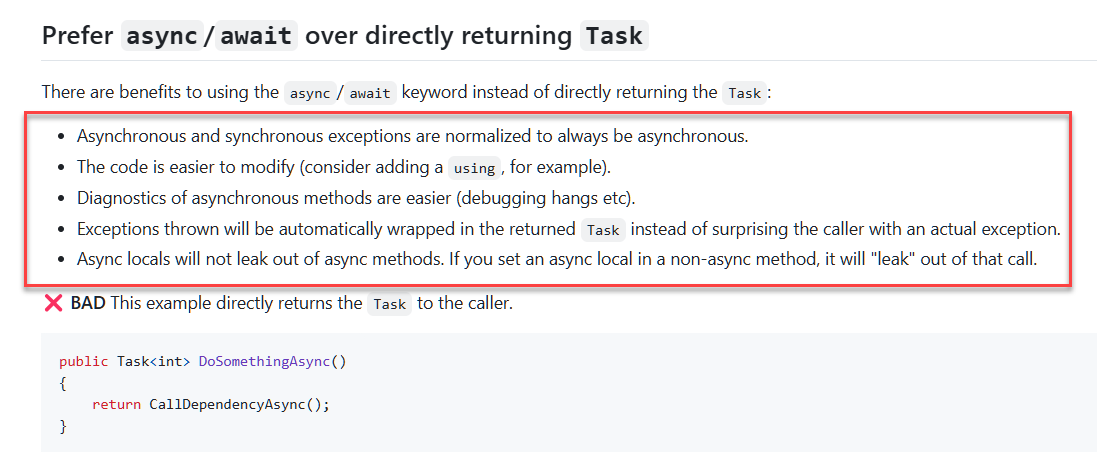 Prefer async/await over directly returning Task
There are benefits to using the async/await keyword instead of directly returning the Task:
• Asynchronous and synchronous exceptions are normalized to always be asynchronous.
• The code is easier to modify (consider adding a using, for example).
• Diagnostics of asynchronous methods are easier (debugging hangs etc).
• Exceptions thrown will be automatically wrapped in the returned Task instead of surprising the caller with an actual exception.
• Async locals will not leak out of async methods. If you set an async local in a non-async method, it will "leak" out of that call.
❌ BAD This example directly returns the Task to the caller.
public Task<int> DoSomethingAsync()
{
    return CallDependencyAsync();
}